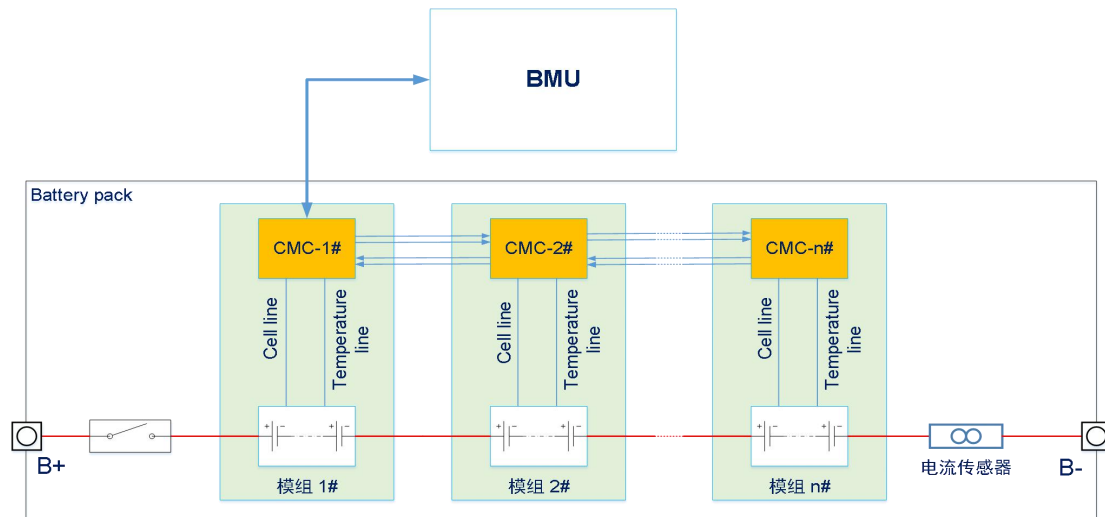 BMU
Battery pack
CMC-1#
CMC-2#
CMC-n#
Cell line
Temperature
line
Cell line
Temperature
line
Cell line
Temperature
line
+
-
+
-
+
-
+
-
+
-
+
-
B+
电流传感器
B-
模组 1#
模组 2#
模组 n#